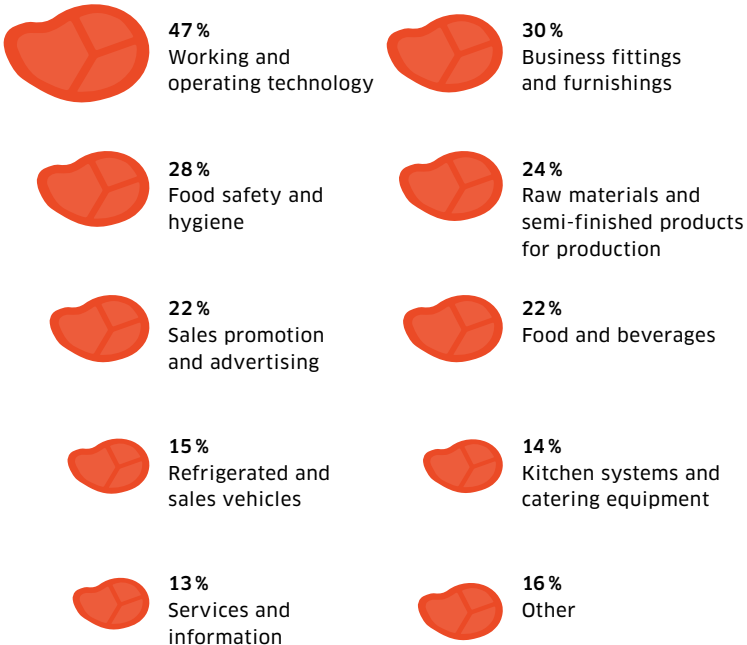 47 %
Working and
operating technology
30 %
Business fittings
and furnishings
28 %
Food safety and
hygiene
24 %
Raw materials and
semi-finished products
for production
22 %
Sales promotion
and advertising
22 %
Food and beverages
15 %
Refrigerated and
sales vehicles
14 %
Kitchen systems and
catering equipment
13 %
Services and
information
16 %
Other